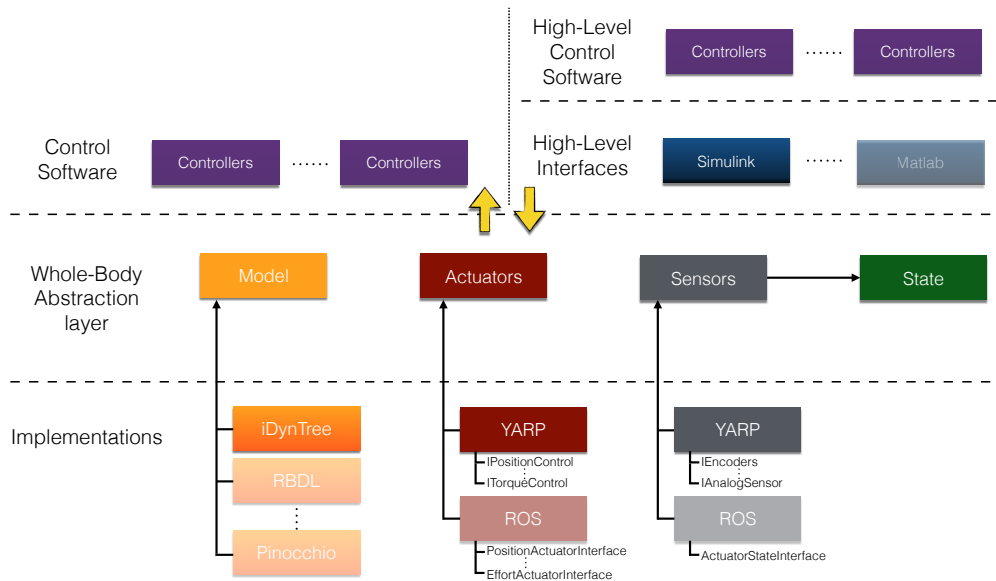 High-Level
Control
Software
Controllers ...... Controllers
Control
Software
Controllers ...... Controllers
High-Level
Interfaces
Simulink ...... Matlab
Whole-Body
Abstraction
layer
Model
Actuators
Sensors
State
Implementations
iDynTree
RBDL
Pinocchio
YARP
IPositionControl
ITorqueControl
ROS
PositionActuatorInterface
EffortActuatorInterface
YARP
IEncoders
IAnalogSensor
ROS
ActuatorStateInterface